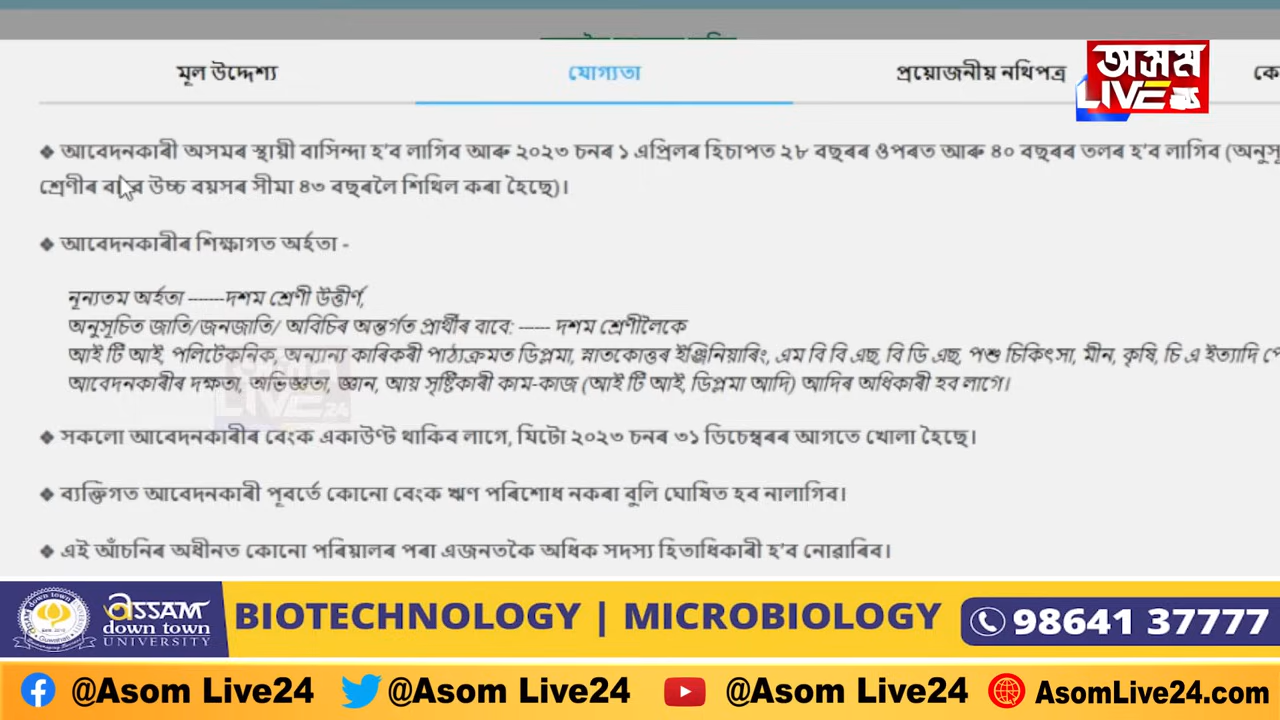 মূল উদ্দেশ্য
যোগ্যতা
প্ৰয়োজনীয় নথিপত্ৰ
অসম
LIVE ২৪
❖ আবেদনকাৰী অসমৰ স্থায়ী বাসিন্দা হ'ব লাগিব আৰু ২০২৩ চনৰ ১ এপ্ৰিলৰ হিচাপত ২৮ বছৰৰ ওপৰত আৰু ৪০ বছৰৰ তলৰ হ'ব লাগিব
শ্ৰেণীৰ বাবে উচ্চ বয়সৰ সীমা ৪৩ বছৰলৈ শিথিল কৰা হৈছে)।
❖ আবেদনকাৰীৰ শিক্ষাগত অৰ্হতা -
নূন্যতম অৰ্হতা ------দশম শ্ৰেণী উত্তীৰ্ণ,
অনুসূচিত জাতি/জনজাতি/ অবিচিৰ অন্তৰ্গত প্ৰাৰ্থীৰ বাবে: ----- দশম শ্ৰেণীলৈকে
আই টি আই, পলিটেকনিক, অন্যান্য কাৰিকৰী পাঠ্যক্ৰমত ডিপ্লমা, স্নাতকোত্তৰ ইঞ্জিনিয়াৰিং, এম বি বি এছ, বি ডি এছ, পশু চিকিৎসা, মীন, কৃষি, চি এ ইত্যাদি
আবেদনকাৰীৰ দক্ষতা, অভিজ্ঞতা, জ্ঞান, আয় সৃষ্টিকাৰী কাম-কাজ (আই টি আই, ডিপ্লমা আদি) আদিৰ অধিকাৰী হব লাগে।
❖ সকলো আবেদনকাৰীৰ বেংক একাউণ্ট থাকিব লাগে, যিটো ২০২৩ চনৰ ৩১ ডিচেম্বৰৰ আগতে খোলা হৈছে।
❖ ব্যক্তিগত আবেদনকাৰী পূৰ্বতে কোনো বেংক ঋণ পৰিশোধ নকৰা বুলি ঘোষিত হব নালাগিব।
❖ এই আঁচনিৰ অধীনত কোনো পৰিয়ালৰ পৰা এজনতকৈ অধিক সদস্য হিতাধিকাৰী হ'ব নোৱাৰিব।
ASSAM
down town
UNIVERSITY
BIOTECHNOLOGY | MICROBIOLOGY
98641 37777
@Asom Live24
@Asom Live24
@Asom Live24
AsomLive24.com